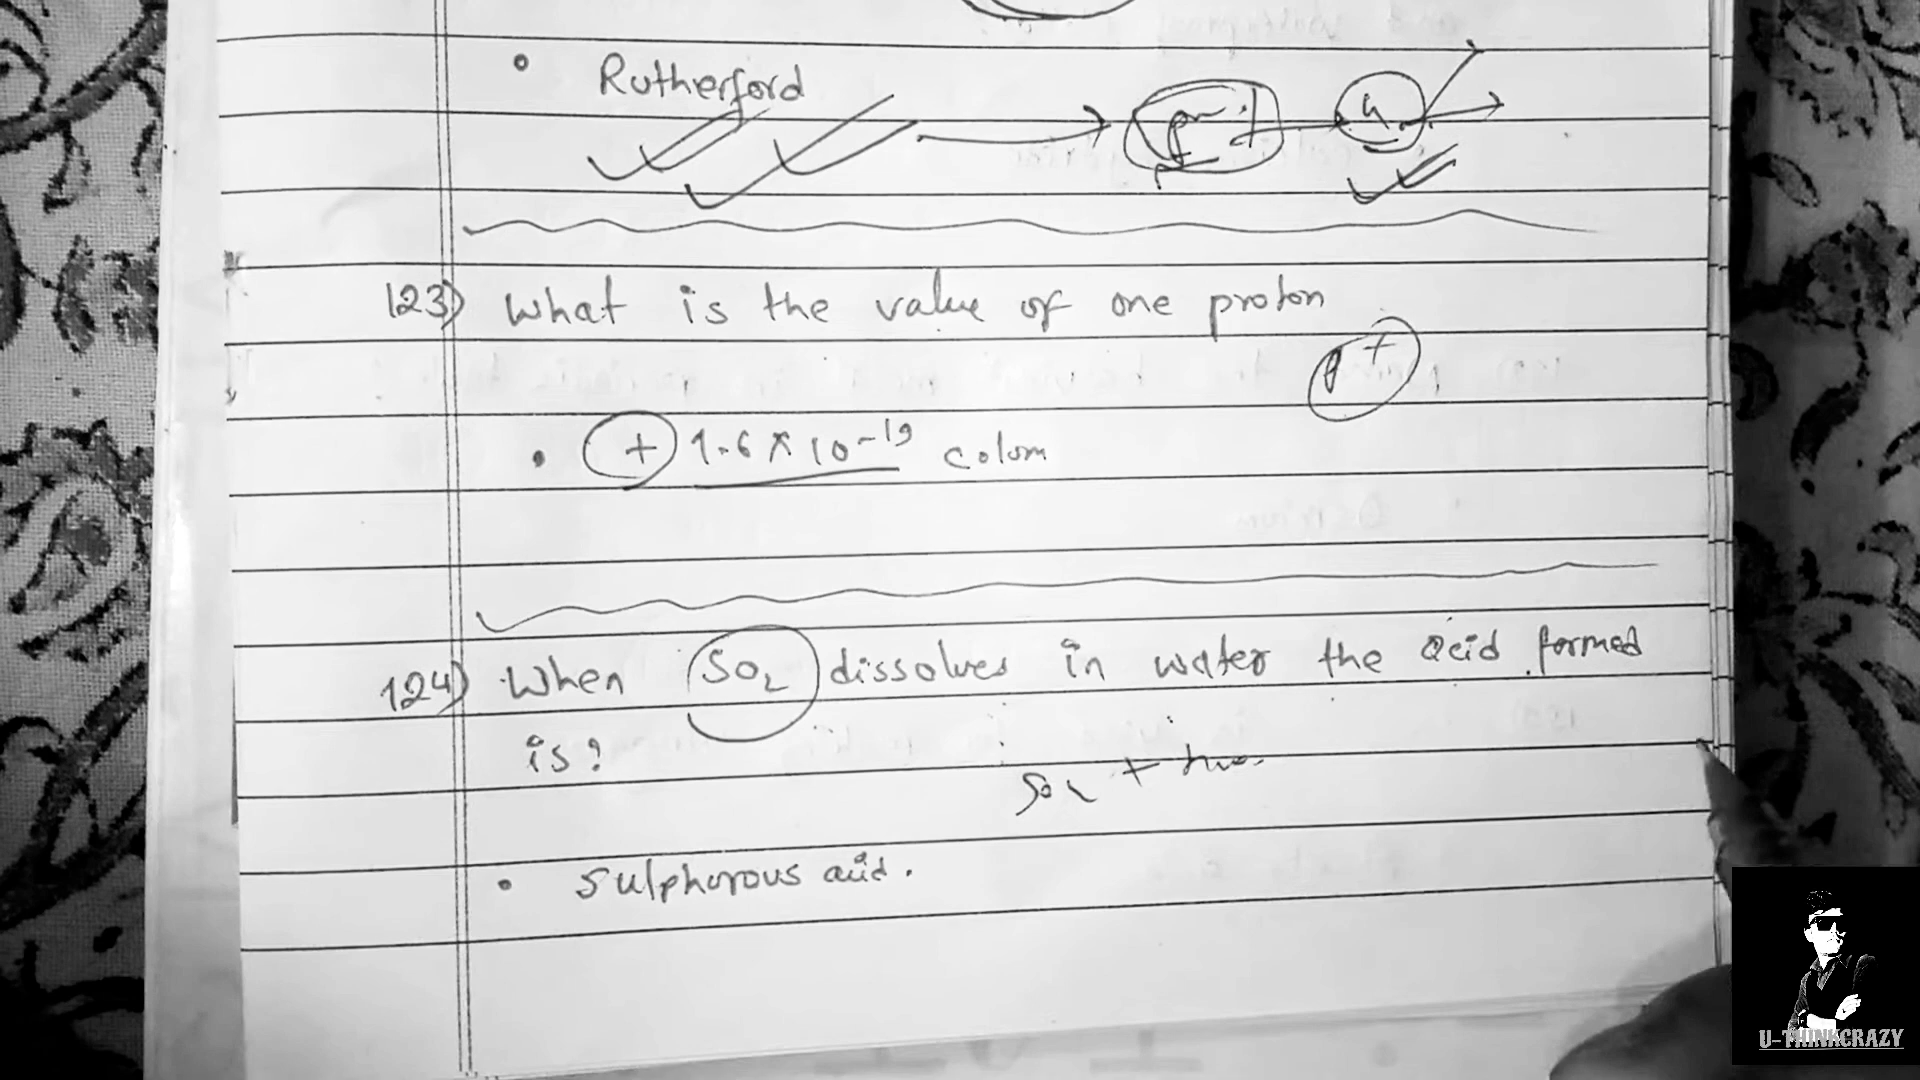 • Rutherford
123) What is the value of one proton
p+
• + 1.6 × 10-19 colom
124) When SO2 dissolves in water the acid formed
is?
SO2 +
• Sulphorous acid.
U-THINKCRAZY